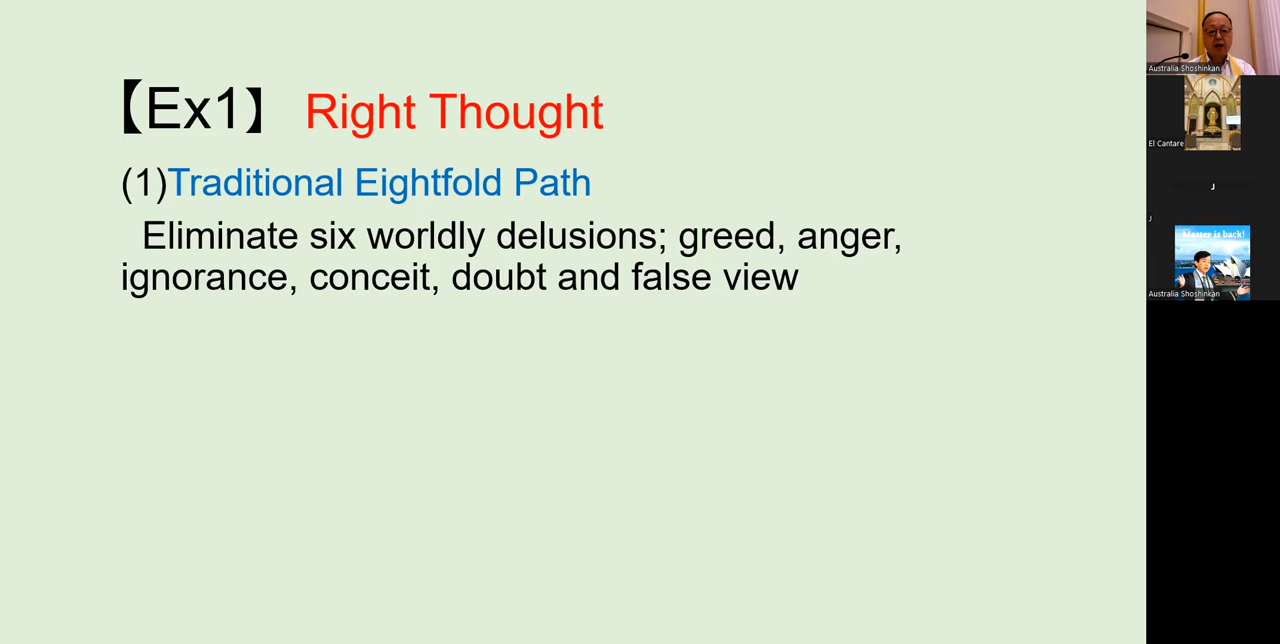 【Ex1】 Right Thought
(1)Traditional Eightfold Path
Eliminate six worldly delusions; greed, anger,
ignorance, conceit, doubt and false view
Australia Shoshinkan
El Cantare
J
J
Master is back!
Australia Shoshinkan